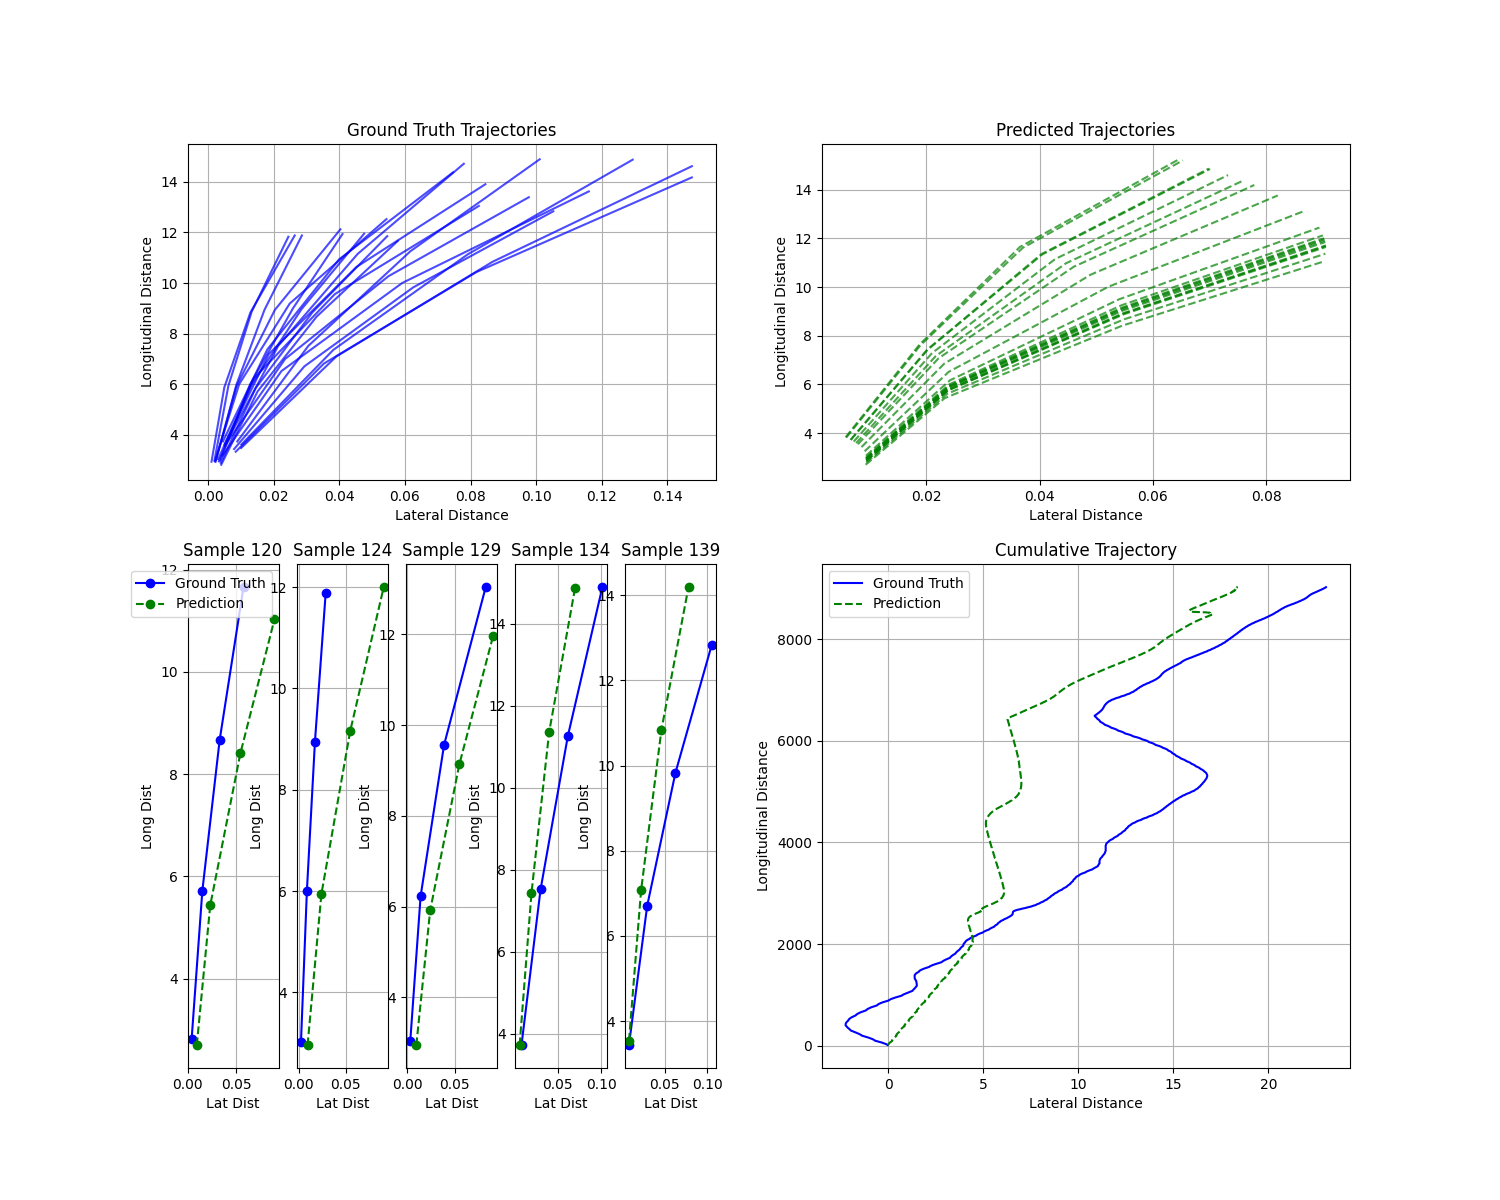 Ground Truth Trajectories
Longitudinal Distance
14
12
10
8
6
4
0.00 0.02 0.04 0.06 0.08 0.10 0.12 0.14
Lateral Distance
Predicted Trajectories
Longitudinal Distance
14
12
10
8
6
4
0.02 0.04 0.06 0.08
Lateral Distance
Sample 120
Ground Truth
Prediction
Long Dist
12
10
8
6
4
0.00 0.05
Lat Dist
Sample 124
Long Dist
12
10
8
6
4
0.00 0.05
Lat Dist
Sample 129
Long Dist
12
10
8
6
4
0.00 0.05
Lat Dist
Sample 134
Long Dist
14
12
10
8
6
4
0.05 0.10
Lat Dist
Sample 139
Long Dist
14
12
10
8
6
4
0.05 0.10
Lat Dist
Cumulative Trajectory
Ground Truth
Prediction
Longitudinal Distance
8000
6000
4000
2000
0
0 5 10 15 20
Lateral Distance